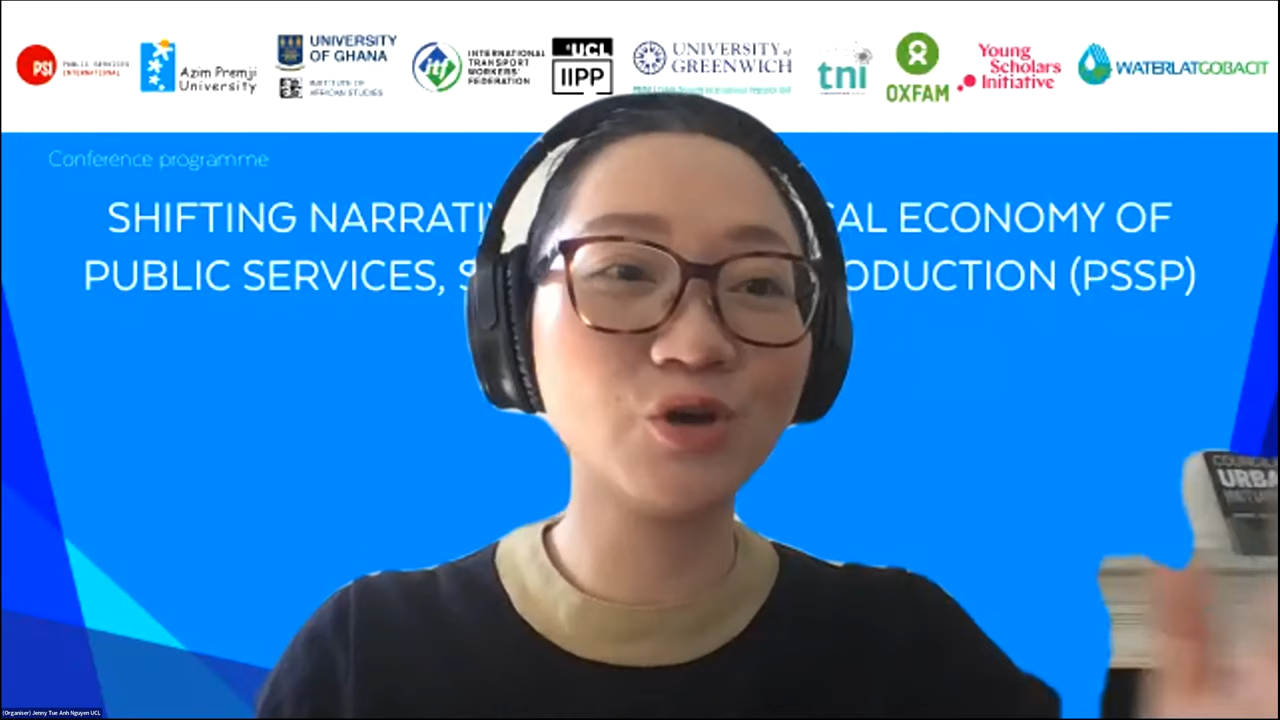 PSI
PUBLIC SERVICES
INTERNATIONAL
Azim Premji
University
UNIVERSITY
OF GHANA
INSTITUTE OF
AFRICAN STUDIES
itf
INTERNATIONAL
TRANSPORT
WORKERS'
FEDERATION
UCL
IIPP
UNIVERSITY of
GREENWICH
tni
OXFAM
Young
Scholars
Initiative
WATERLATGOBACIT
Conference programme
SHIFTING NARRATI CAL ECONOMY OF
PUBLIC SERVICES, S ODUCTION (PSSP)
URBA
(Organiser) Jenny Tue Anh Nguyen UCL